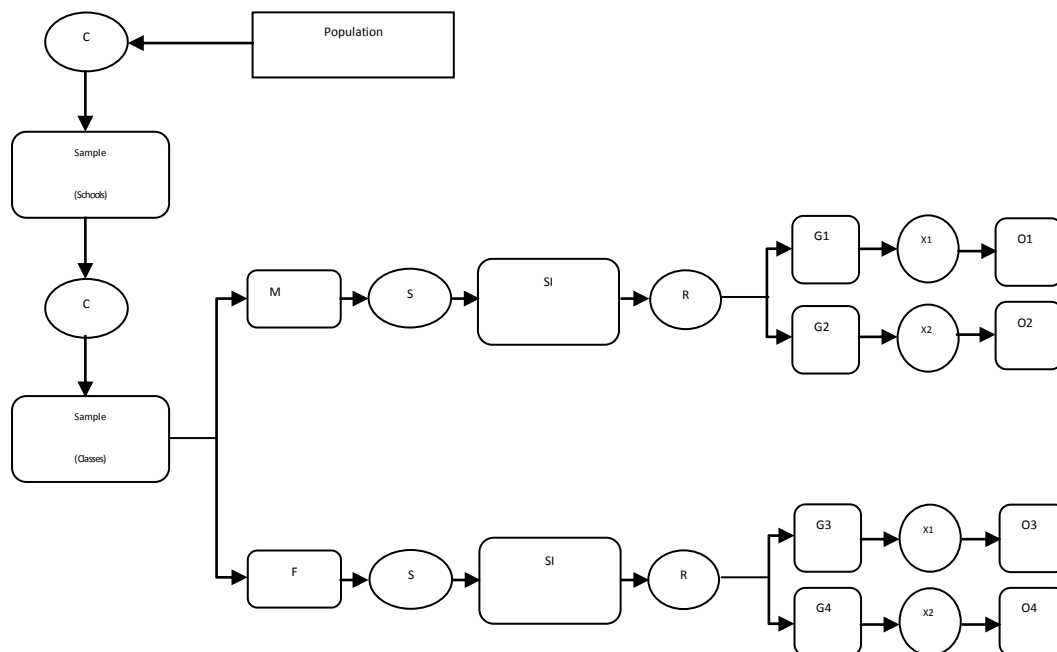 C
Population
Sample
(Schools)
C
Sample
(Classes)
M
S
SI
R
G1
X1
O1
G2
X2
O2
F
S
SI
R
G3
X1
O3
G4
X2
O4